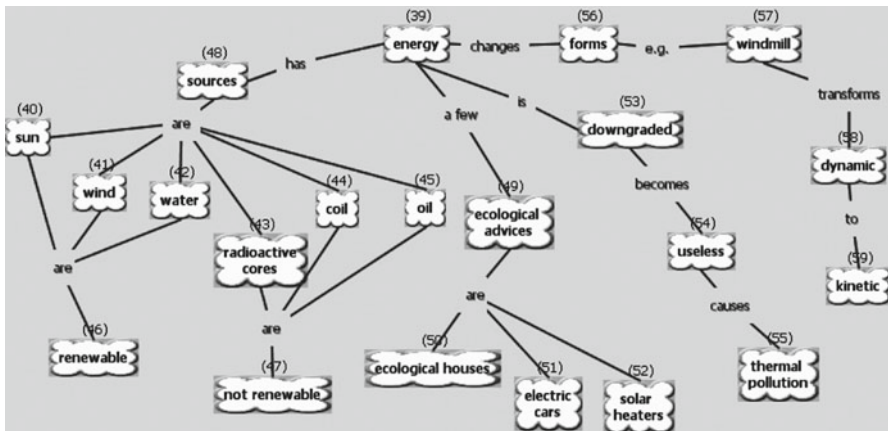 (39)
energy
changes
(56)
forms
e.g.
(57)
windmill
has
(48)
sources
transforms
(40)
sun
are
a few
is
(53)
downgraded
(58)
dynamic
(41)
wind
(42)
water
(44)
coil
(45)
oil
(49)
ecological
advices
becomes
(43)
radioactive
cores
(54)
useless
to
(59)
kinetic
are
are
are
causes
(46)
renewable
(47)
not renewable
(50)
ecological houses
(51)
electric
cars
(52)
solar
heaters
(55)
thermal
pollution